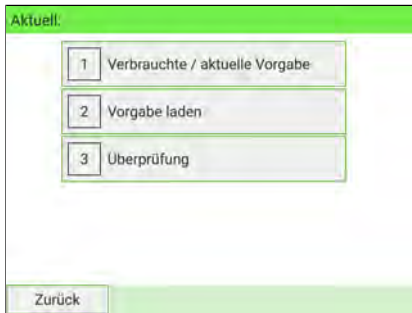 Aktuell:
1 Verbrauchte / aktuelle Vorgabe
2 Vorgabe laden
3 Überprüfung
Zurück